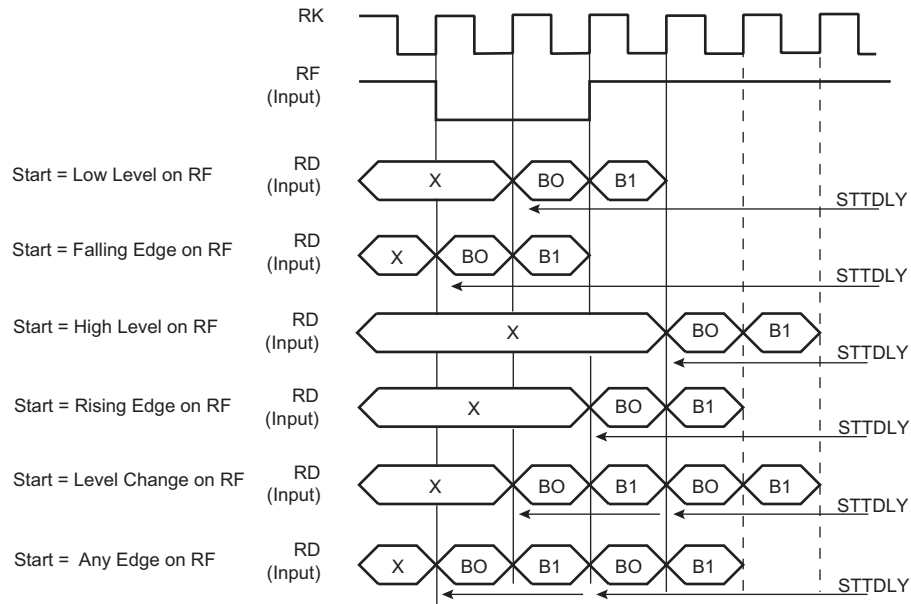 RK
RF
(Input)
Start = Low Level on RF
RD
(Input)
X
BO
B1
STTDLY
Start = Falling Edge on RF
RD
(Input)
X
BO
B1
STTDLY
Start = High Level on RF
RD
(Input)
X
BO
B1
STTDLY
Start = Rising Edge on RF
RD
(Input)
X
BO
B1
STTDLY
Start = Level Change on RF
RD
(Input)
X
BO
B1
BO
B1
STTDLY
Start = Any Edge on RF
RD
(Input)
X
BO
B1
BO
B1
STTDLY